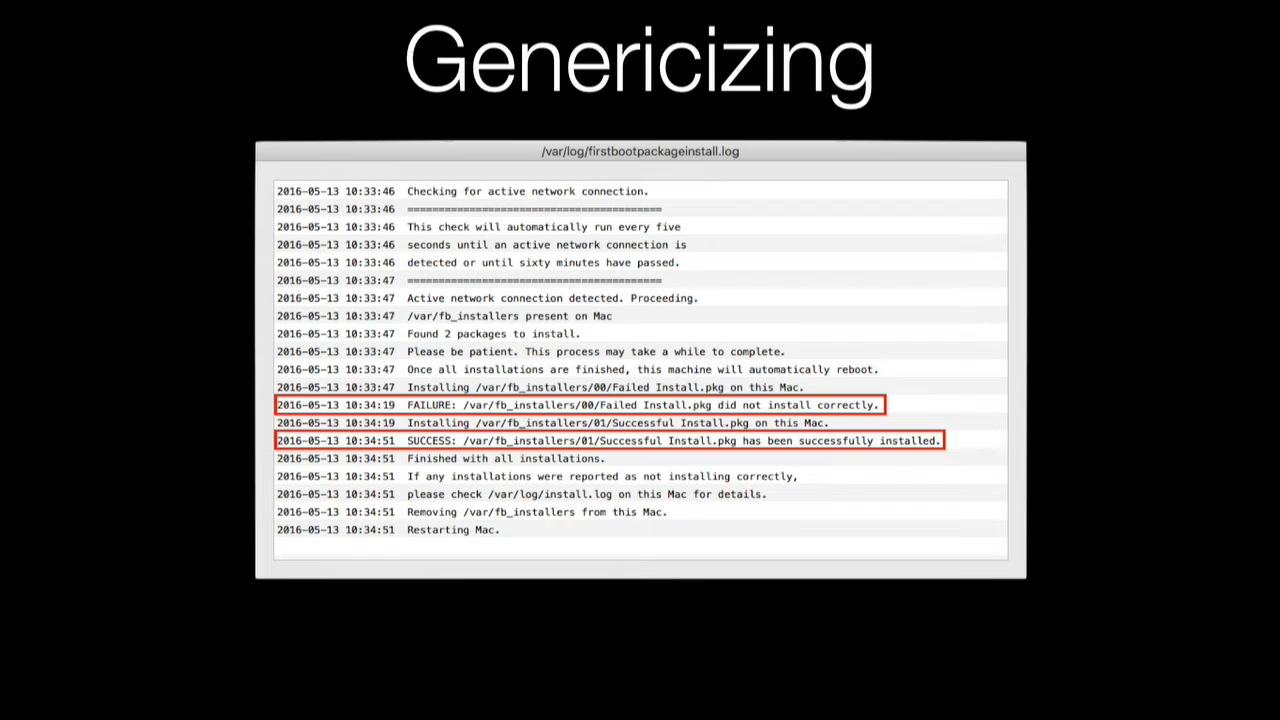 Genericizing
/var/log/firstbootpackageinstall.log
2016-05-13 10:33:46 Checking for active network connection.
2016-05-13 10:33:46 =========================================
2016-05-13 10:33:46 This check will automatically run every five
2016-05-13 10:33:46 seconds until an active network connection is
2016-05-13 10:33:46 detected or until sixty minutes have passed.
2016-05-13 10:33:47 =========================================
2016-05-13 10:33:47 Active network connection detected. Proceeding.
2016-05-13 10:33:47 /var/fb_installers present on Mac
2016-05-13 10:33:47 Found 2 packages to install.
2016-05-13 10:33:47 Please be patient. This process may take a while to complete.
2016-05-13 10:33:47 Once all installations are finished, this machine will automatically reboot.
2016-05-13 10:33:47 Installing /var/fb_installers/00/Failed Install.pkg on this Mac.
2016-05-13 10:34:19 FAILURE: /var/fb_installers/00/Failed Install.pkg did not install correctly.
2016-05-13 10:34:19 Installing /var/fb_installers/01/Successful Install.pkg on this Mac.
2016-05-13 10:34:51 SUCCESS: /var/fb_installers/01/Successful Install.pkg has been successfully installed.
2016-05-13 10:34:51 Finished with all installations.
2016-05-13 10:34:51 If any installations were reported as not installing correctly,
2016-05-13 10:34:51 please check /var/log/install.log on this Mac for details.
2016-05-13 10:34:51 Removing /var/fb_installers from this Mac.
2016-05-13 10:34:51 Restarting Mac.